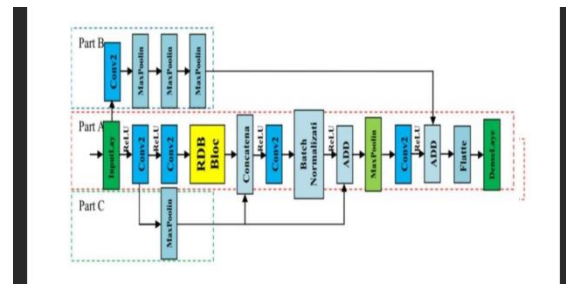 Part B
Conv2
MaxPoolin
MaxPoolin
MaxPoolin
Part A
InputLay
ReLU
Conv2
ReLU
Conv2
RDB
Bloc
Concatena
ReLU
Conv2
Batch
Normalizati
ReLU
ADD
MaxPoolin
Conv2
ReLU
ADD
Flatte
DenseLaye
Part C
MaxPoolin